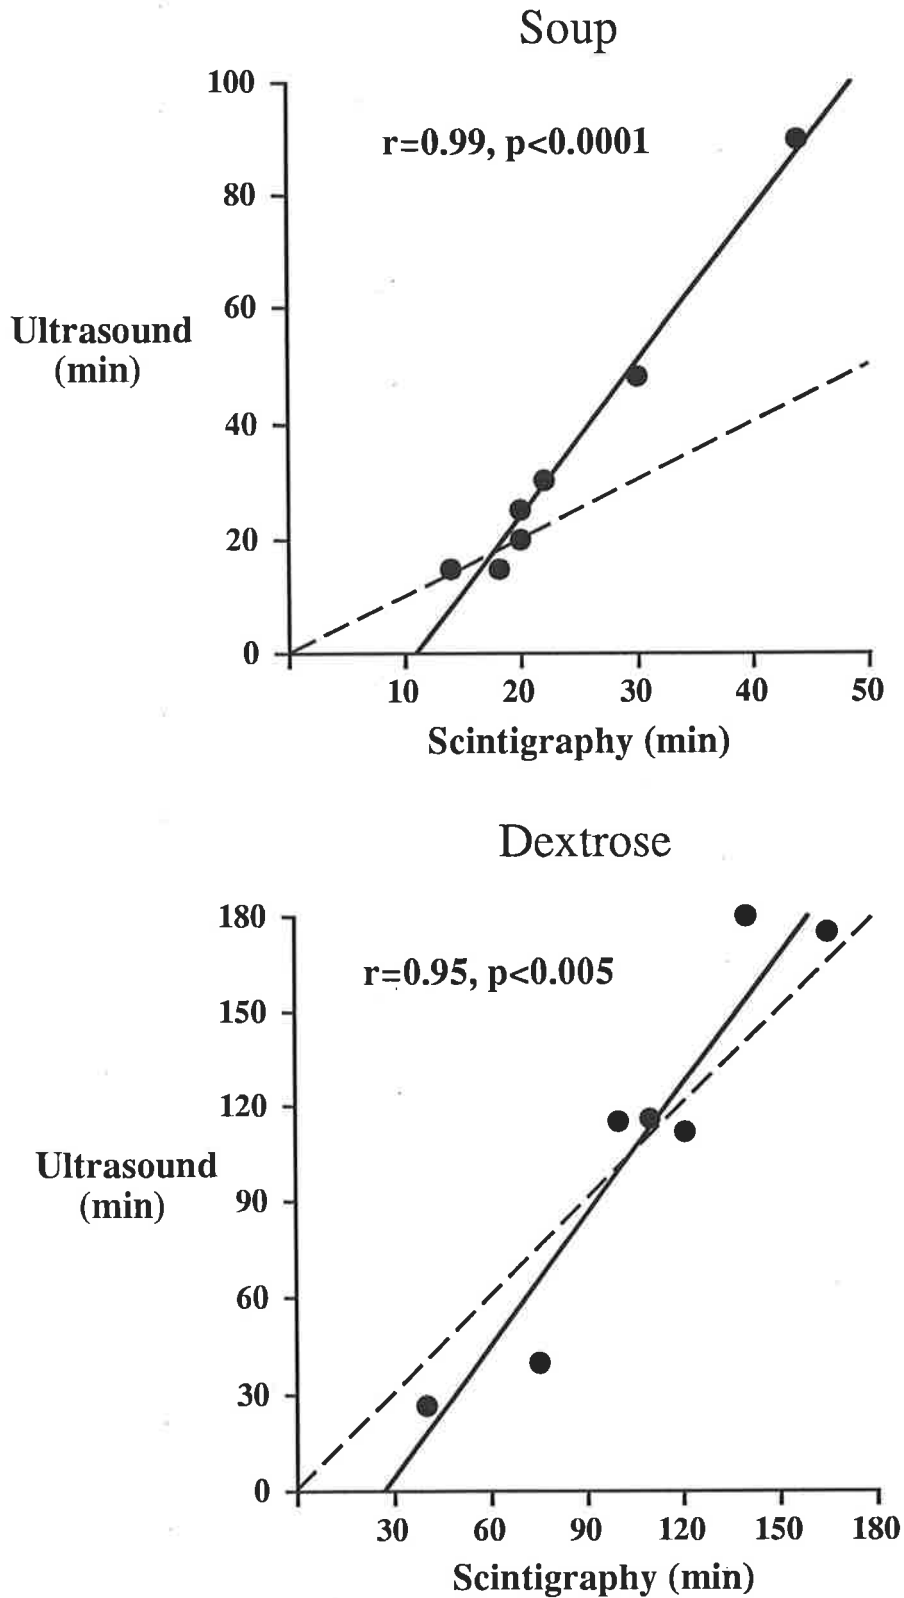 Soup
100
r=0.99, p<0.0001
80
60
Ultrasound
(min)
40
20
0
10 20 30 40 50
Scintigraphy (min)
Dextrose
180
r=0.95, p<0.005
150
120
Ultrasound
(min)
90
60
30
0
30 60 90 120 150 180
Scintigraphy (min)